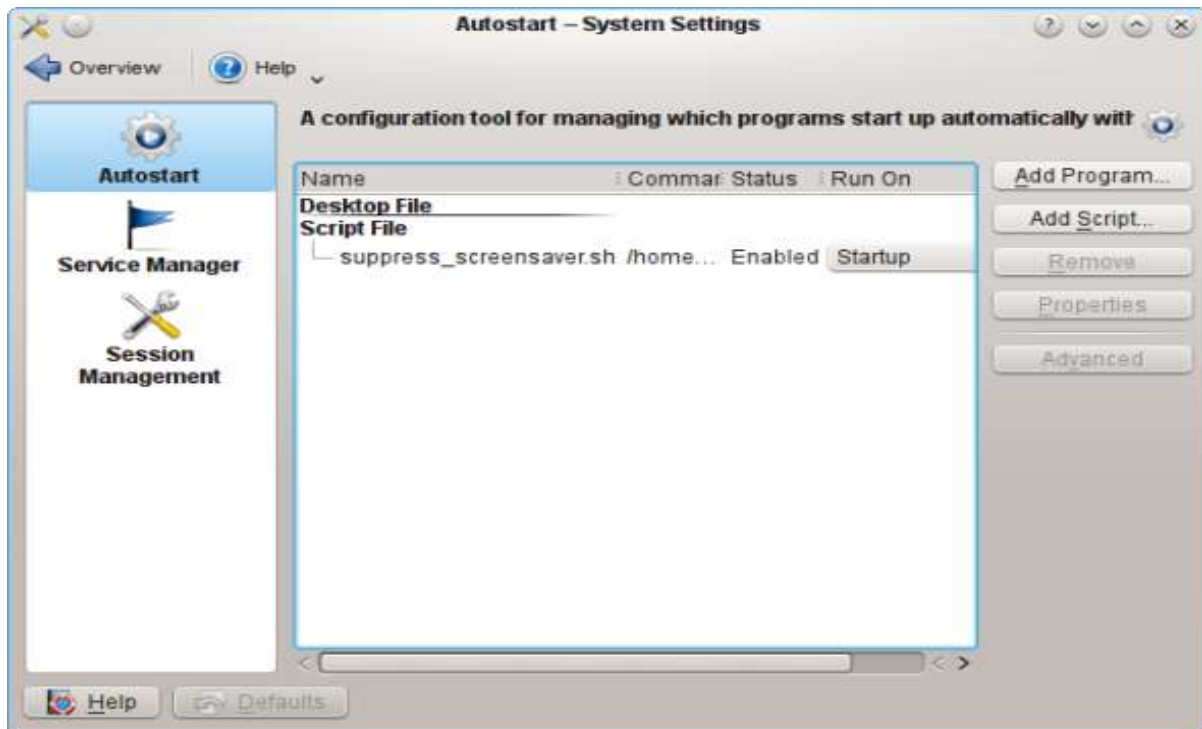 Autostart – System Settings
Overview Help
A configuration tool for managing which programs start up automatically with
Autostart
Service Manager
Session
Management
Name Comman Status Run On
Desktop File
Script File
suppress_screensaver.sh /home... Enabled Startup
Add Program...
Add Script...
Remove
Properties
Advanced
Help Defaults